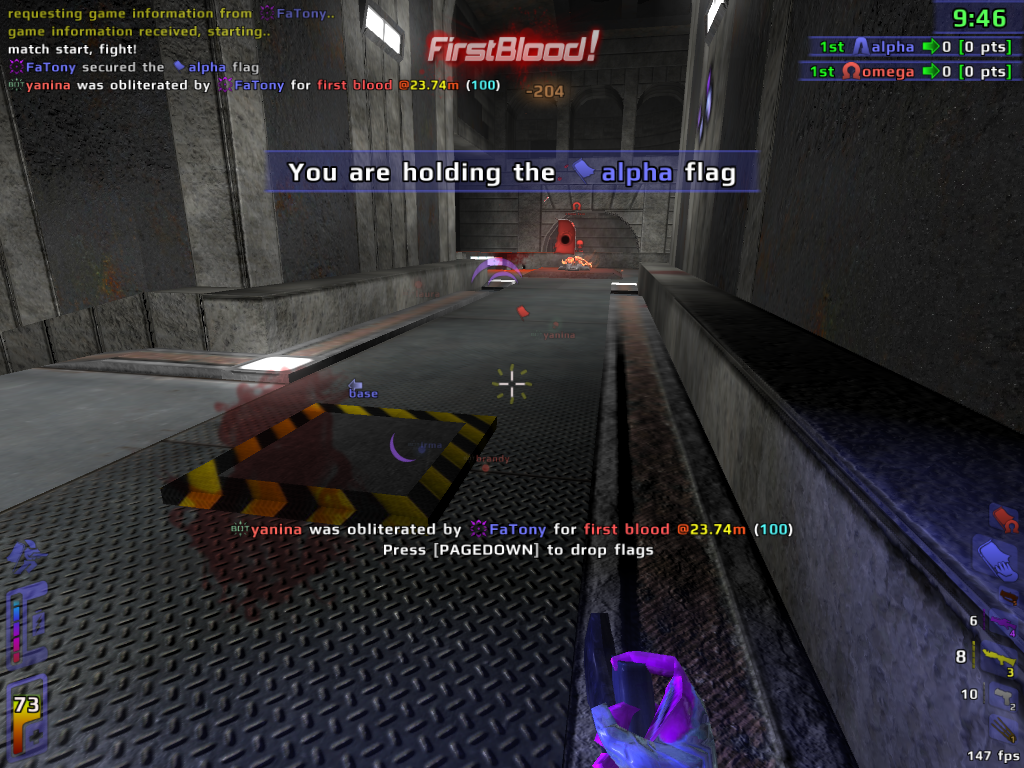 requesting game information from FaTony..
game information received, starting..
match start, fight!
FaTony secured the alpha flag
BOT yanina was obliterated by FaTony for first blood @23.74m (100)
FirstBlood!
-204
9:46
1st alpha 0 [0 pts]
1st omega 0 [0 pts]
You are holding the alpha flag
yanina
base
brandy
BOT yanina was obliterated by FaTony for first blood @23.74m (100)
Press [PAGEDOWN] to drop flags
73
6
4
8
3
10
2
1
147 fps